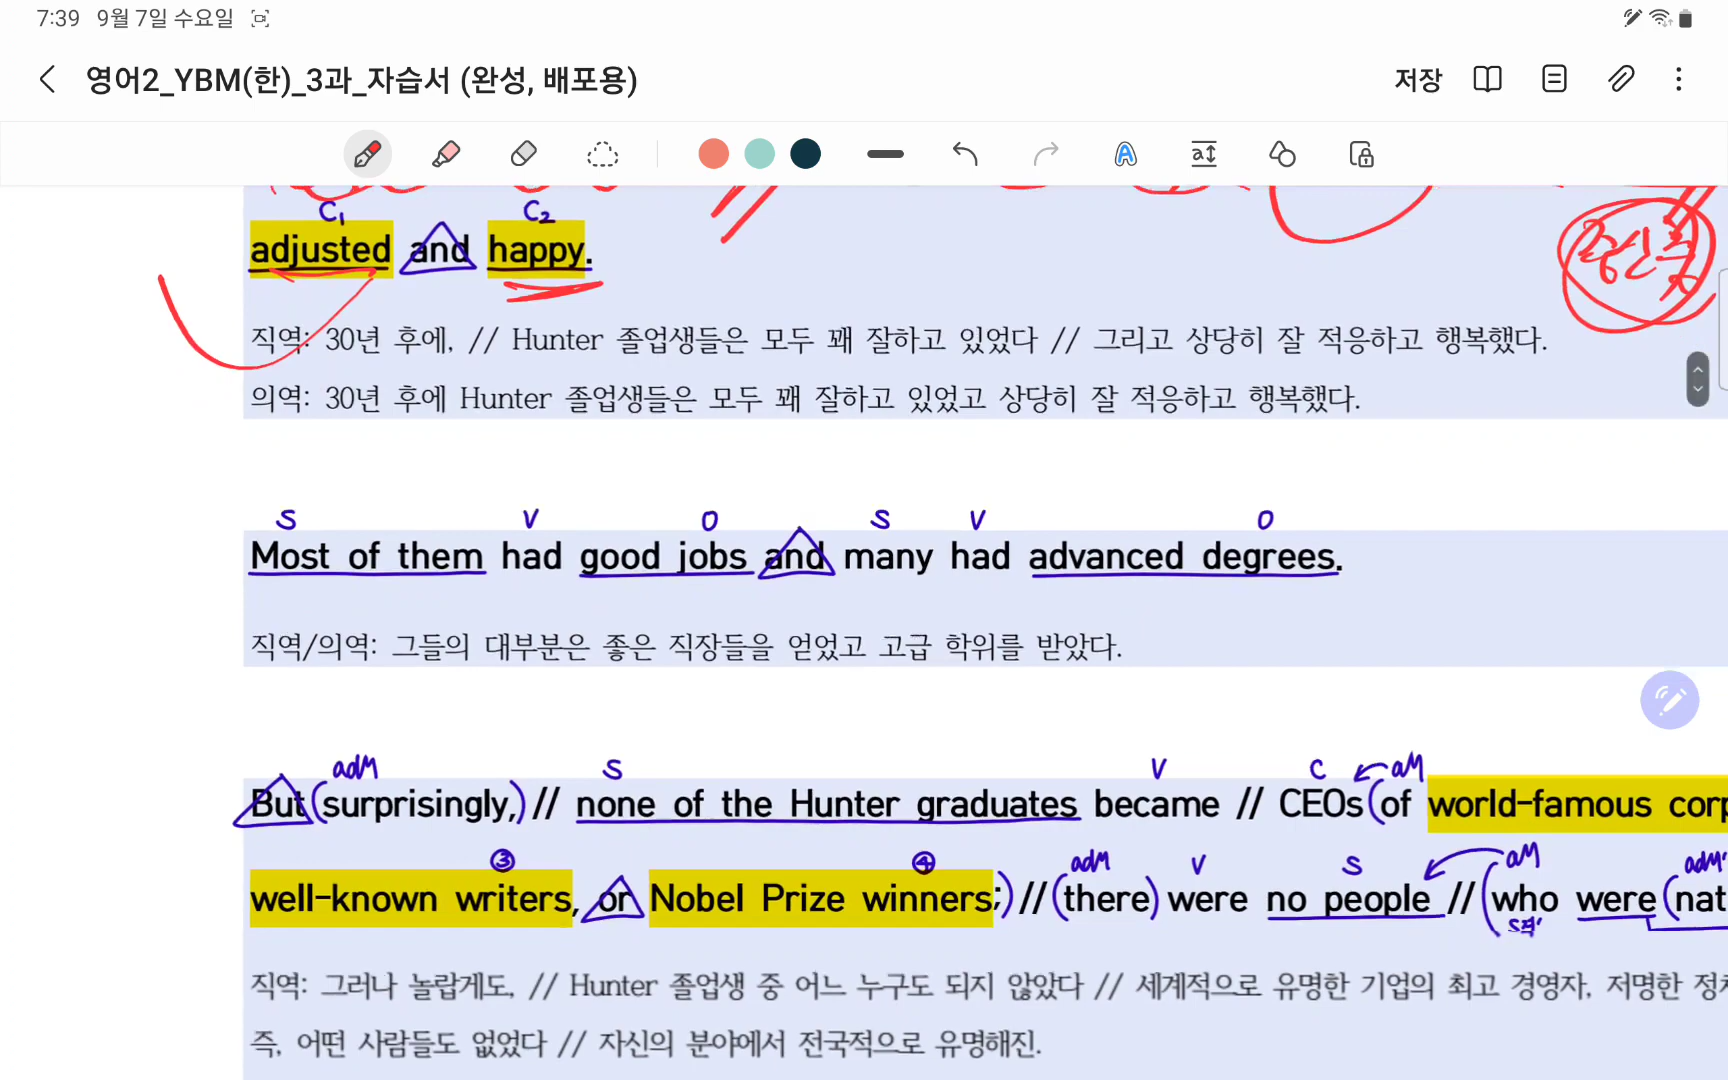 7:39 9월 7일 수요일
영어2_YBM(한)_3과_자습서 (완성, 배포용)
저장
C₁ C₂
adjusted and happy.
직역: 30년 후에, // Hunter 졸업생들은 모두 꽤 잘하고 있었다 // 그리고 상당히 잘 적응하고 행복했다.
의역: 30년 후에 Hunter 졸업생들은 모두 꽤 잘하고 있었고 상당히 잘 적응하고 행복했다.
S V O S V O
Most of them had good jobs and many had advanced degrees.
직역/의역: 그들의 대부분은 좋은 직장들을 얻었고 고급 학위를 받았다.
adM S V C aM
But (surprisingly,) // none of the Hunter graduates became // CEOs (of world-famous corp
③ ④ adM V S aM adM'
well-known writers, or Nobel Prize winners;) // (there) were no people // (who were (nat
직역: 그러나 놀랍게도, // Hunter 졸업생 중 어느 누구도 되지 않았다 // 세계적으로 유명한 기업의 최고 경영자, 저명한 정치
즉, 어떤 사람들도 없었다 // 자신의 분야에서 전국적으로 유명해진.